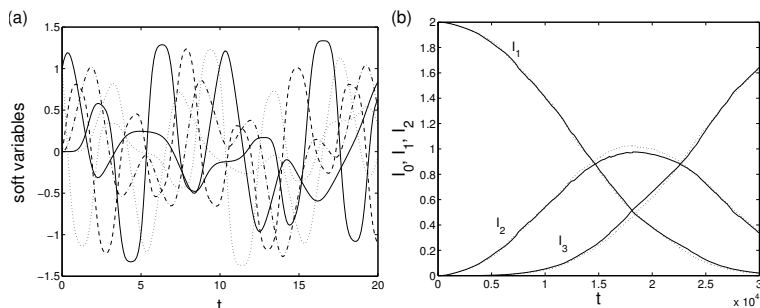 (a)
1.5
1
0.5
0
-0.5
-1
-1.5
soft variables
0 5 10 15 20
t
(b)
2
1.8
1.6
1.4
1.2
1
0.8
0.6
0.4
0.2
0
I0, I1, I2
I1
I2
I3
0 0.5 1 1.5 2 2.5 3
x 10^4
t